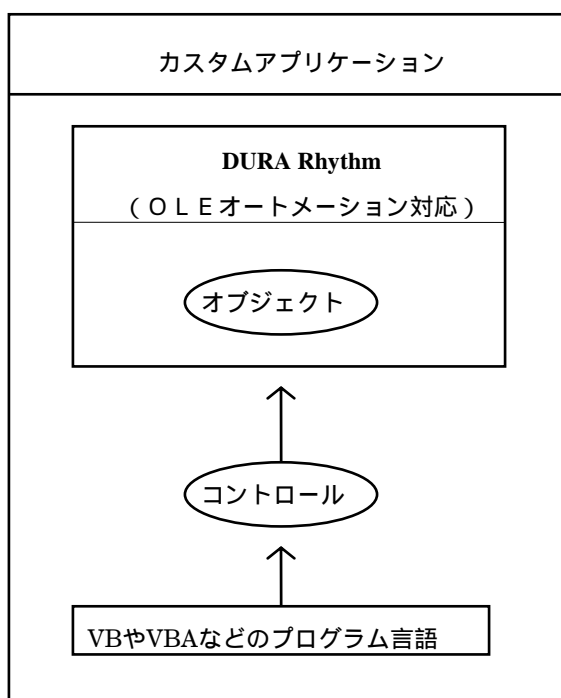 カスタムアプリケーション
DURA Rhythm
（ＯＬＥオートメーション対応）
オブジェクト
コントロール
VBやVBAなどのプログラム言語